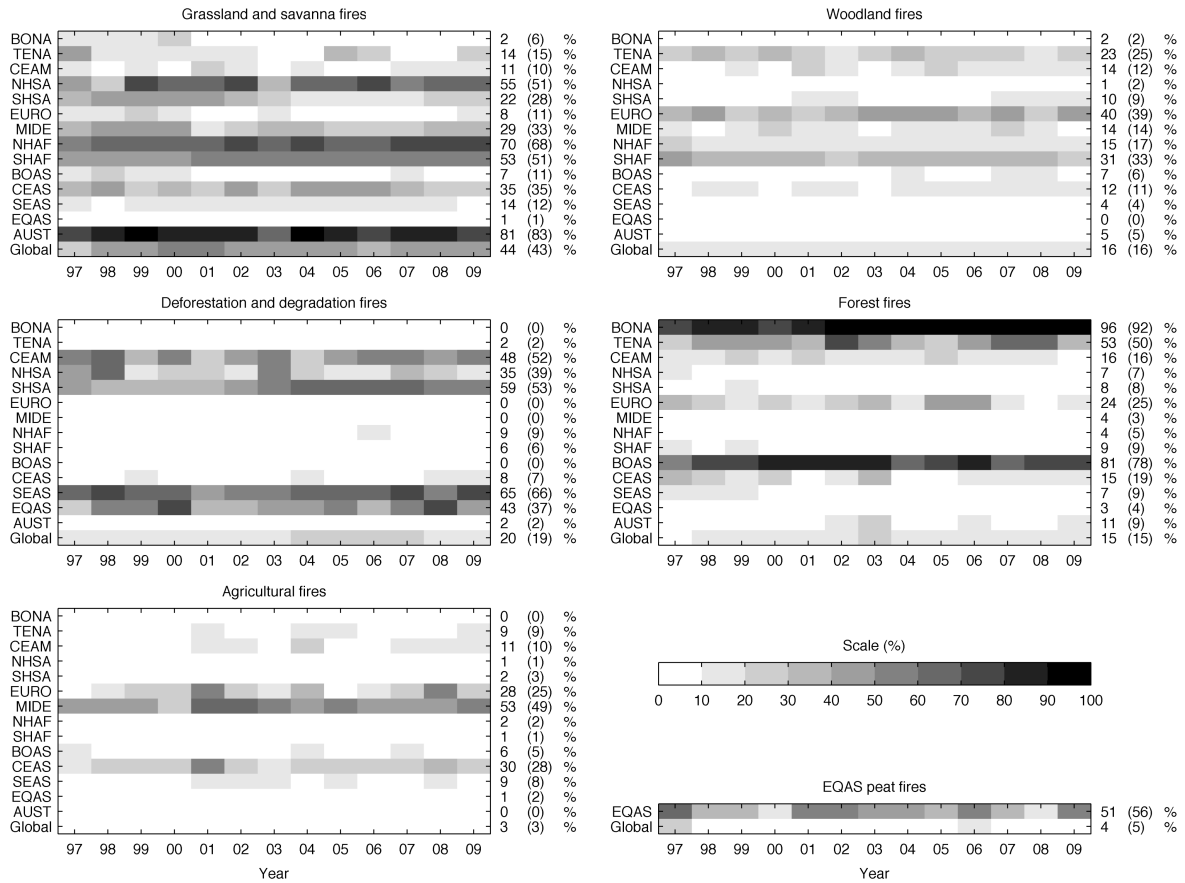 Grassland and savanna fires
BONA 2 (6) %
TENA 14 (15) %
CEAM 11 (10) %
NHSA 55 (51) %
SHSA 22 (28) %
EURO 8 (11) %
MIDE 29 (33) %
NHAF 70 (68) %
SHAF 53 (51) %
BOAS 7 (11) %
CEAS 35 (35) %
SEAS 14 (12) %
EQAS 1 (1) %
AUST 81 (83) %
Global 44 (43) %
97 98 99 00 01 02 03 04 05 06 07 08 09
Woodland fires
BONA 2 (2) %
TENA 23 (25) %
CEAM 14 (12) %
NHSA 1 (2) %
SHSA 10 (9) %
EURO 40 (39) %
MIDE 14 (14) %
NHAF 15 (17) %
SHAF 31 (33) %
BOAS 7 (6) %
CEAS 12 (11) %
SEAS 4 (4) %
EQAS 0 (0) %
AUST 5 (5) %
Global 16 (16) %
97 98 99 00 01 02 03 04 05 06 07 08 09
Deforestation and degradation fires
BONA 0 (0) %
TENA 2 (2) %
CEAM 48 (52) %
NHSA 35 (39) %
SHSA 59 (53) %
EURO 0 (0) %
MIDE 0 (0) %
NHAF 9 (9) %
SHAF 6 (6) %
BOAS 0 (0) %
CEAS 8 (7) %
SEAS 65 (66) %
EQAS 43 (37) %
AUST 2 (2) %
Global 20 (19) %
97 98 99 00 01 02 03 04 05 06 07 08 09
Forest fires
BONA 96 (92) %
TENA 53 (50) %
CEAM 16 (16) %
NHSA 7 (7) %
SHSA 8 (8) %
EURO 24 (25) %
MIDE 4 (3) %
NHAF 4 (5) %
SHAF 9 (9) %
BOAS 81 (78) %
CEAS 15 (19) %
SEAS 7 (9) %
EQAS 3 (4) %
AUST 11 (9) %
Global 15 (15) %
97 98 99 00 01 02 03 04 05 06 07 08 09
Agricultural fires
BONA 0 (0) %
TENA 9 (9) %
CEAM 11 (10) %
NHSA 1 (1) %
SHSA 2 (3) %
EURO 28 (25) %
MIDE 53 (49) %
NHAF 2 (2) %
SHAF 1 (1) %
BOAS 6 (5) %
CEAS 30 (28) %
SEAS 9 (8) %
EQAS 1 (2) %
AUST 0 (0) %
Global 3 (3) %
97 98 99 00 01 02 03 04 05 06 07 08 09
Year
Scale (%)
0 10 20 30 40 50 60 70 80 90 100
EQAS peat fires
EQAS 51 (56) %
Global 4 (5) %
97 98 99 00 01 02 03 04 05 06 07 08 09
Year